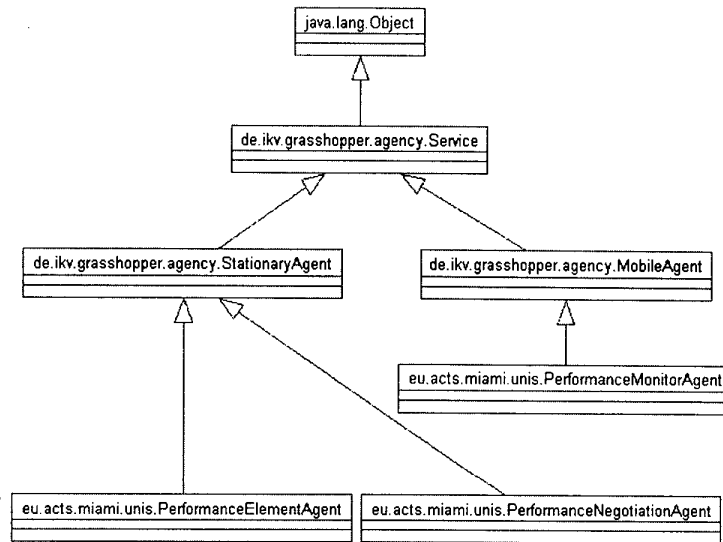 java.lang.Object
de.ikv.grasshopper.agency.Service
de.ikv.grasshopper.agency.StationaryAgent
de.ikv.grasshopper.agency.MobileAgent
eu.acts.miami.unis.PerformanceMonitorAgent
eu.acts.miami.unis.PerformanceElementAgent
eu.acts.miami.unis.PerformanceNegotiationAgent